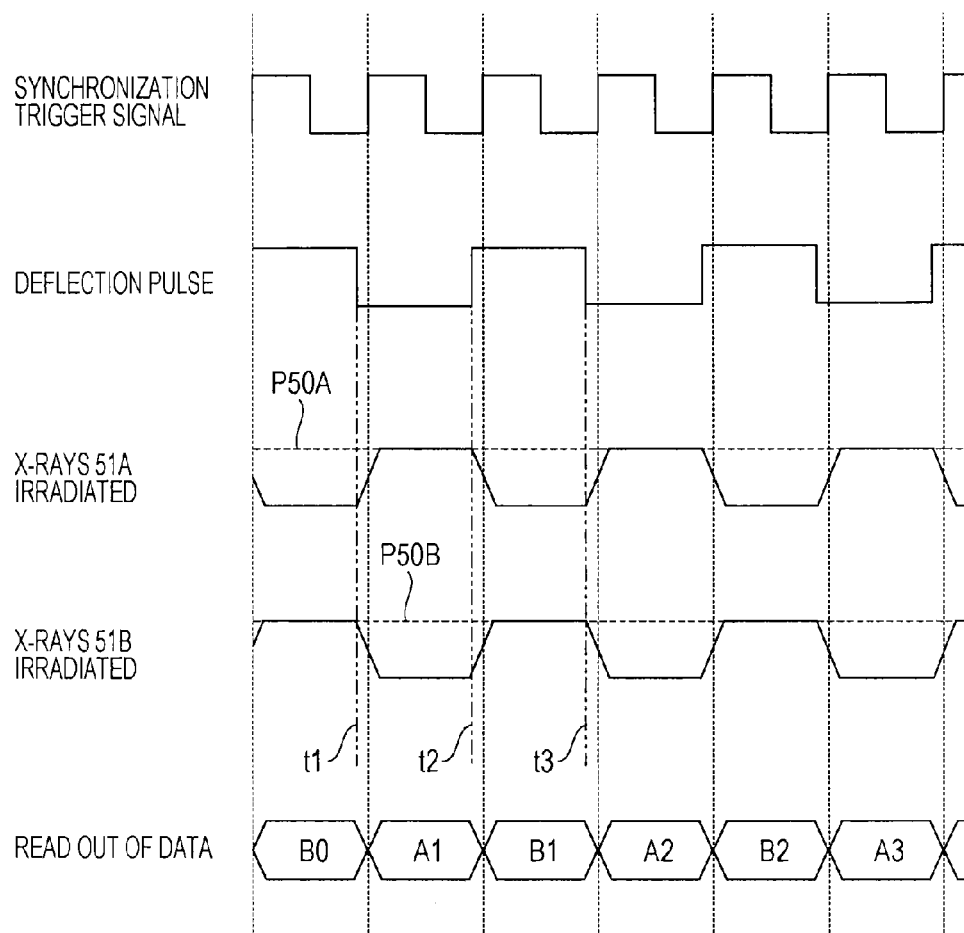 SYNCHRONIZATION
TRIGGER SIGNAL
DEFLECTION PULSE
P50A
X-RAYS 51A
IRRADIATED
P50B
X-RAYS 51B
IRRADIATED
t1 t2 t3
READ OUT OF DATA B0 A1 B1 A2 B2 A3